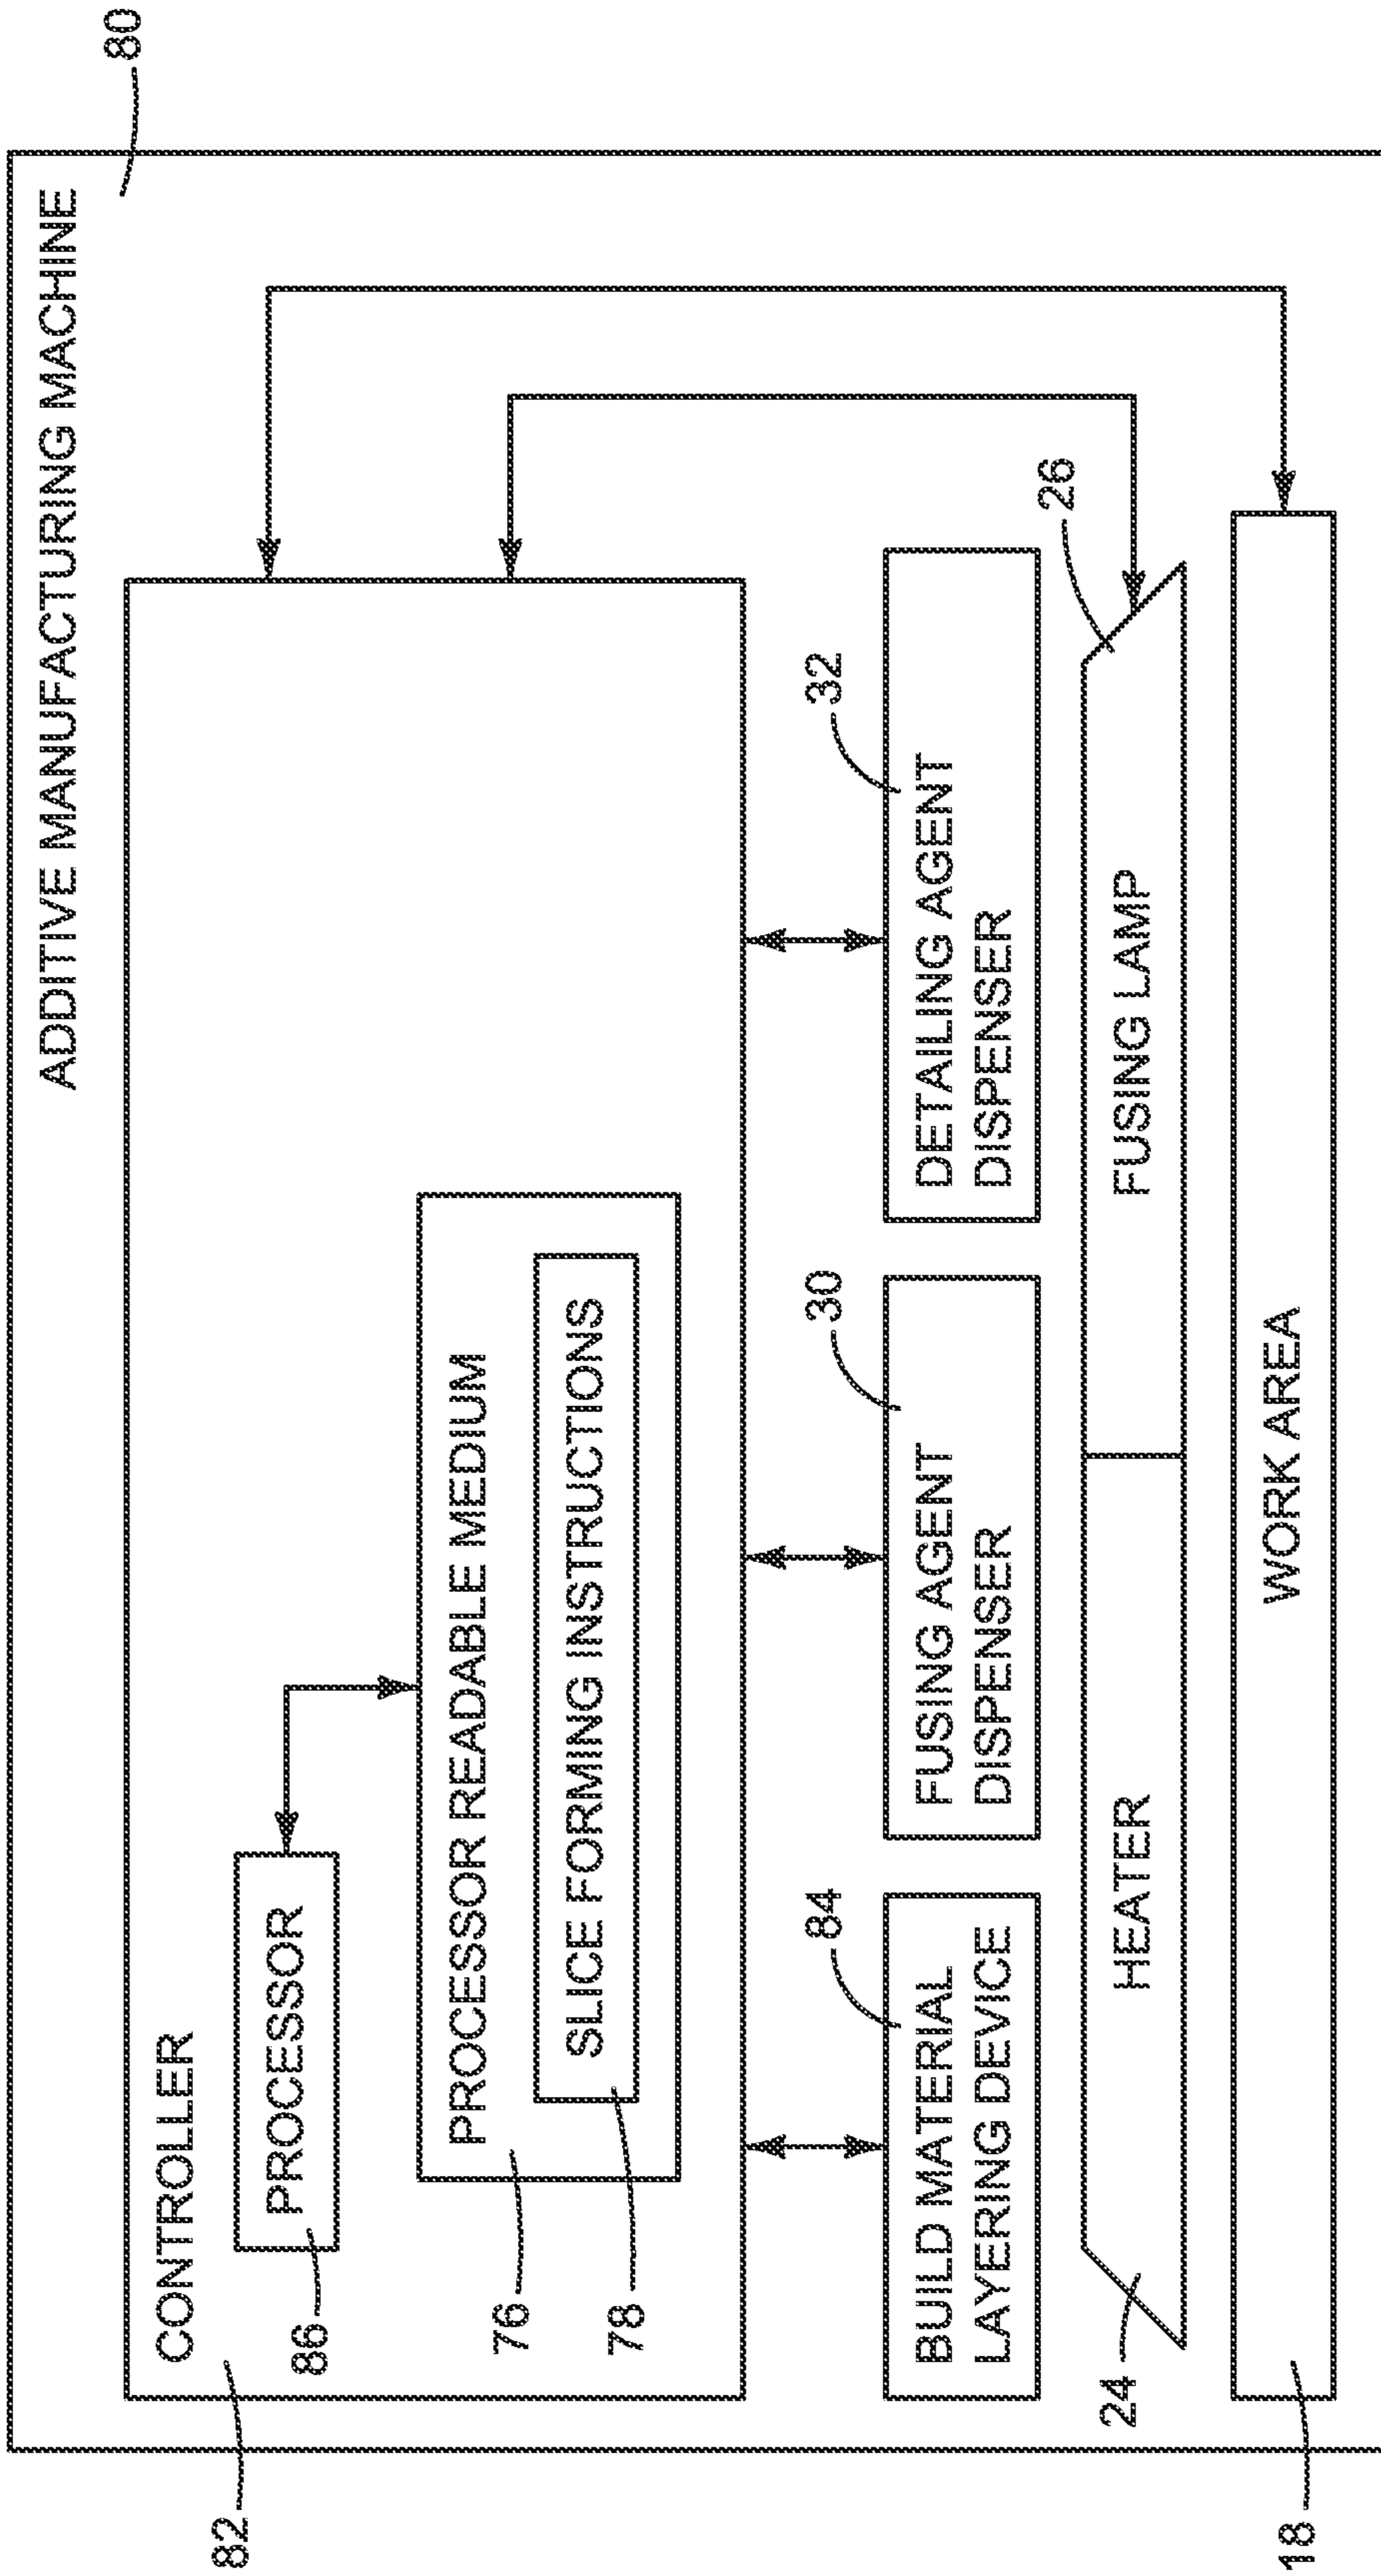 80
ADDITIVE MANUFACTURING MACHINE
82
CONTROLLER
86
PROCESSOR
76
PROCESSOR READABLE MEDIUM
78
SLICE FORMING INSTRUCTIONS
84
BUILD MATERIAL
LAYERING DEVICE
30
FUSING AGENT
DISPENSER
32
DETAILING AGENT
DISPENSER
24
HEATER
FUSING LAMP
26
18
WORK AREA